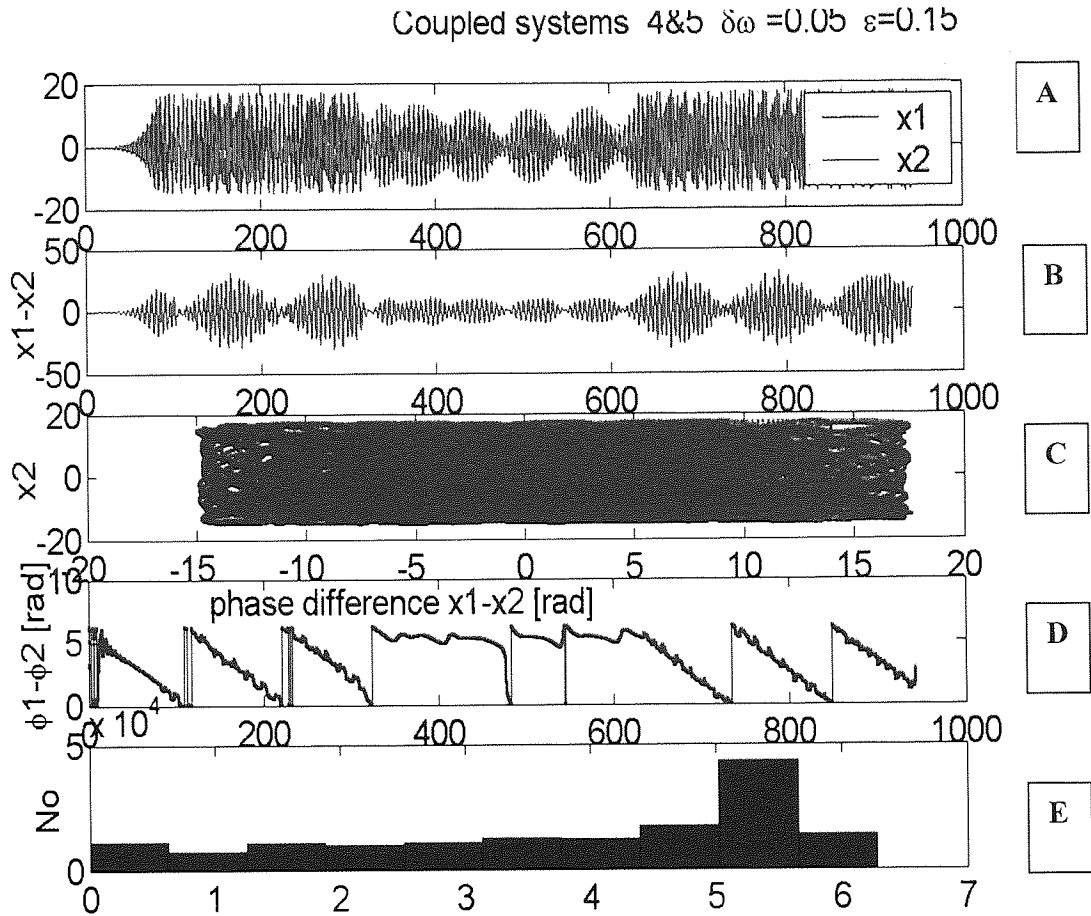 Coupled systems 4&5 δω =0.05 ε=0.15
20
0
-20
x1
x2
0 200 400 600 800 1000
A
x1-x2
50
0
-50
0 200 400 600 800 1000
B
x2
20
0
-20
-20 -15 -10 -5 0 5 10 15 20
C
ϕ1-ϕ2 [rad]
10
5
0
phase difference x1-x2 [rad]
0 200 400 600 800 1000
D
x 10^4
No
5
0
0 1 2 3 4 5 6 7
E